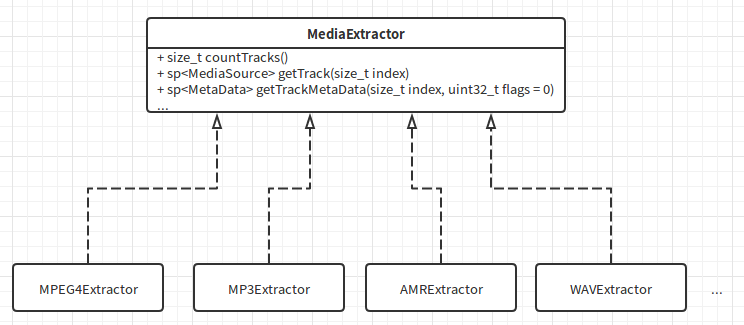 MediaExtractor
+ size_t countTracks()
+ sp<MediaSource> getTrack(size_t index)
+ sp<MetaData> getTrackMetaData(size_t index, uint32_t flags = 0)
...
MPEG4Extractor
MP3Extractor
AMRExtractor
WAVExtractor
...